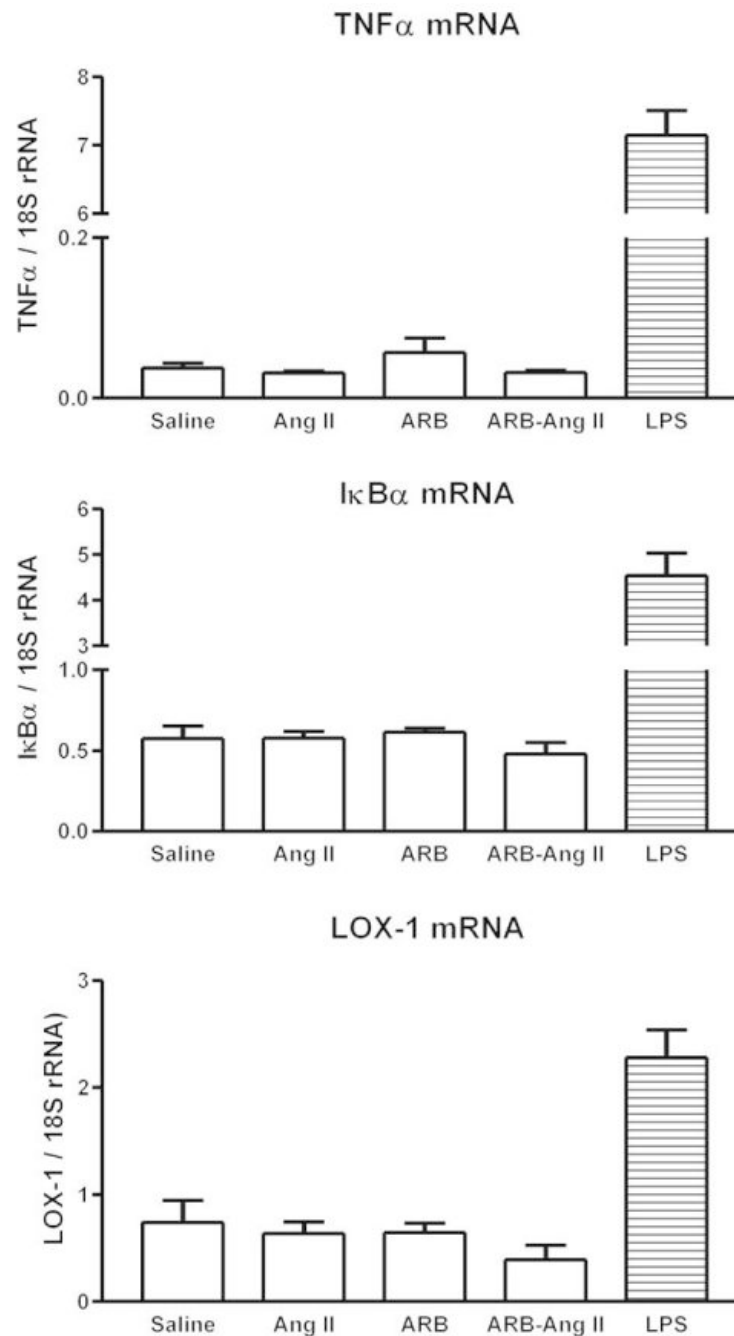 TNFα mRNA
TNFα / 18S rRNA
8
7
6
0.2
0.0
Saline Ang II ARB ARB-Ang II LPS
IκBα mRNA
IκBα / 18S rRNA
6
5
4
3
1.0
0.5
0.0
Saline Ang II ARB ARB-Ang II LPS
LOX-1 mRNA
LOX-1 / 18S rRNA)
3
2
1
0
Saline Ang II ARB ARB-Ang II LPS